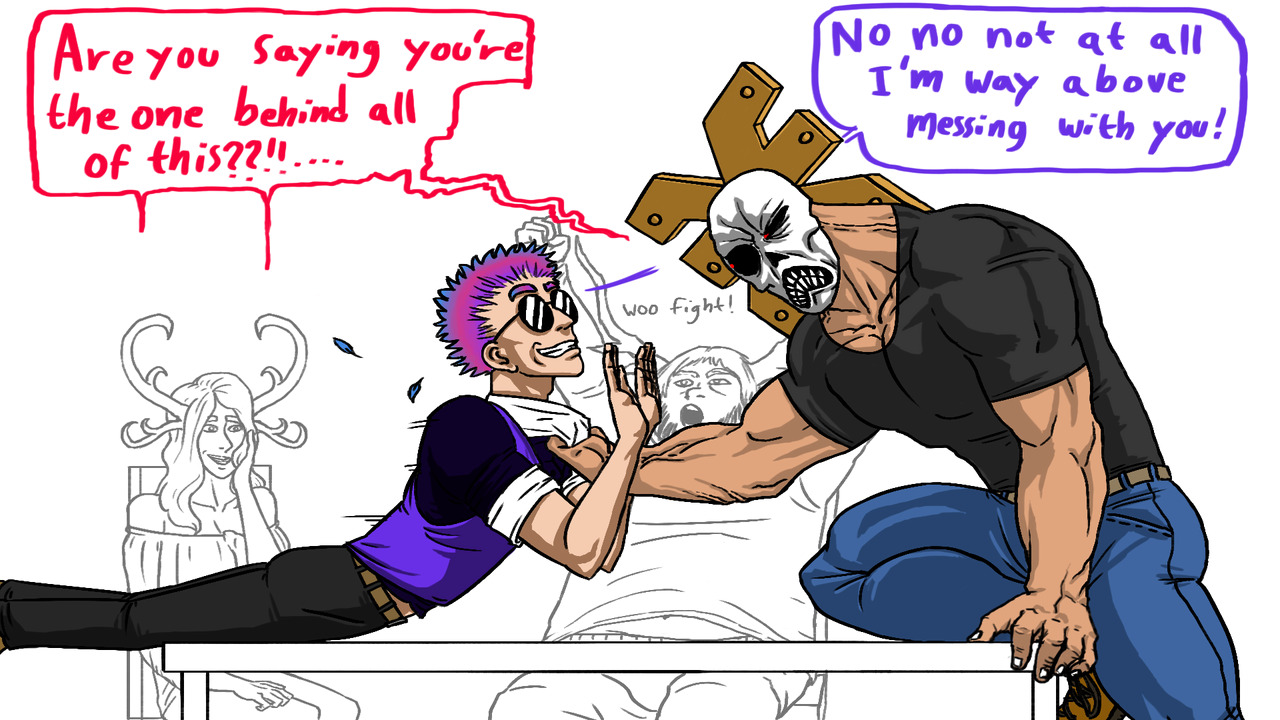 Are you saying you're
the one behind all
of this??!!....
No no not at all
I'm way above
messing with you!
woo fight!